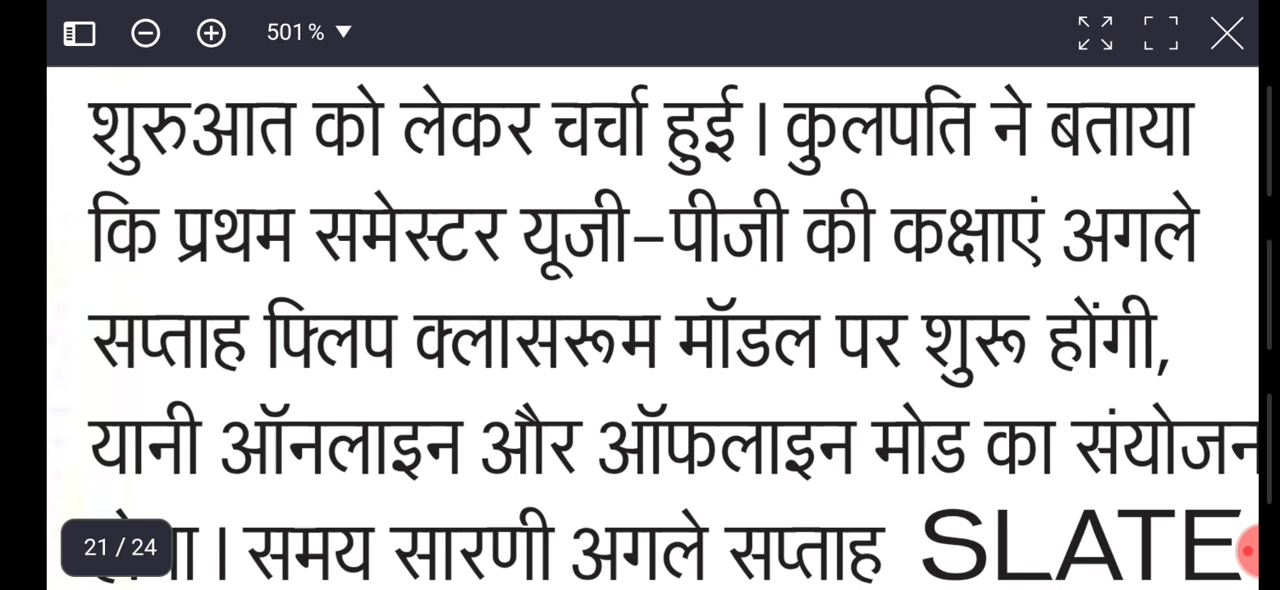 501 %
शुरुआत को लेकर चर्चा हुई। कुलपति ने बताया
कि प्रथम समेस्टर यूजी-पीजी की कक्षाएं अगले
सप्ताह फ्लिप क्लासरूम मॉडल पर शुरू होंगी,
यानी ऑनलाइन और ऑफलाइन मोड का संयोजन
। समय सारणी अगले सप्ताह SLATE
21 / 24